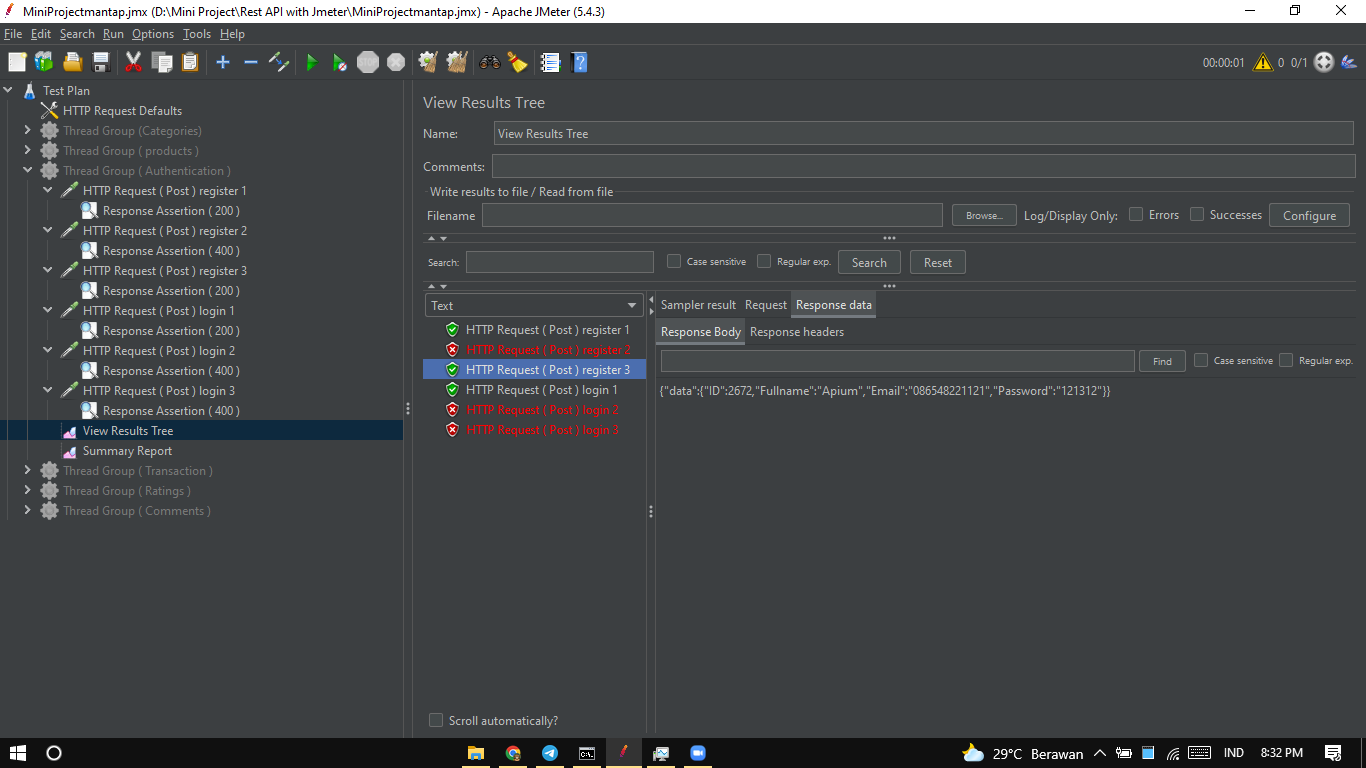 MiniProjectmantap.jmx (D:\Mini Project\Rest API with Jmeter\MiniProjectmantap.jmx) - Apache JMeter (5.4.3)
File Edit Search Run Options Tools Help
STOP 00:00:01 0 0/1
Test Plan
HTTP Request Defaults
Thread Group (Categories)
Thread Group ( products )
Thread Group ( Authentication )
HTTP Request ( Post ) register 1
Response Assertion ( 200 )
HTTP Request ( Post ) register 2
Response Assertion ( 400 )
HTTP Request ( Post ) register 3
Response Assertion ( 200 )
HTTP Request ( Post ) login 1
Response Assertion ( 200 )
HTTP Request ( Post ) login 2
Response Assertion ( 400 )
HTTP Request ( Post ) login 3
Response Assertion ( 400 )
View Results Tree
Summary Report
Thread Group ( Transaction )
Thread Group ( Ratings )
Thread Group ( Comments )
View Results Tree
Name: View Results Tree
Comments:
Write results to file / Read from file
Filename Browse... Log/Display Only: Errors Successes Configure
Search: Case sensitive Regular exp. Search Reset
Text
HTTP Request ( Post ) register 1
HTTP Request ( Post ) register 2
HTTP Request ( Post ) register 3
HTTP Request ( Post ) login 1
HTTP Request ( Post ) login 2
HTTP Request ( Post ) login 3
Scroll automatically?
Sampler result Request Response data
Response Body Response headers
Find Case sensitive Regular exp.
{"data":{"ID":2672,"Fullname":"Apium","Email":"086548221121","Password":"121312"}}
29°C Berawan IND 8:32 PM